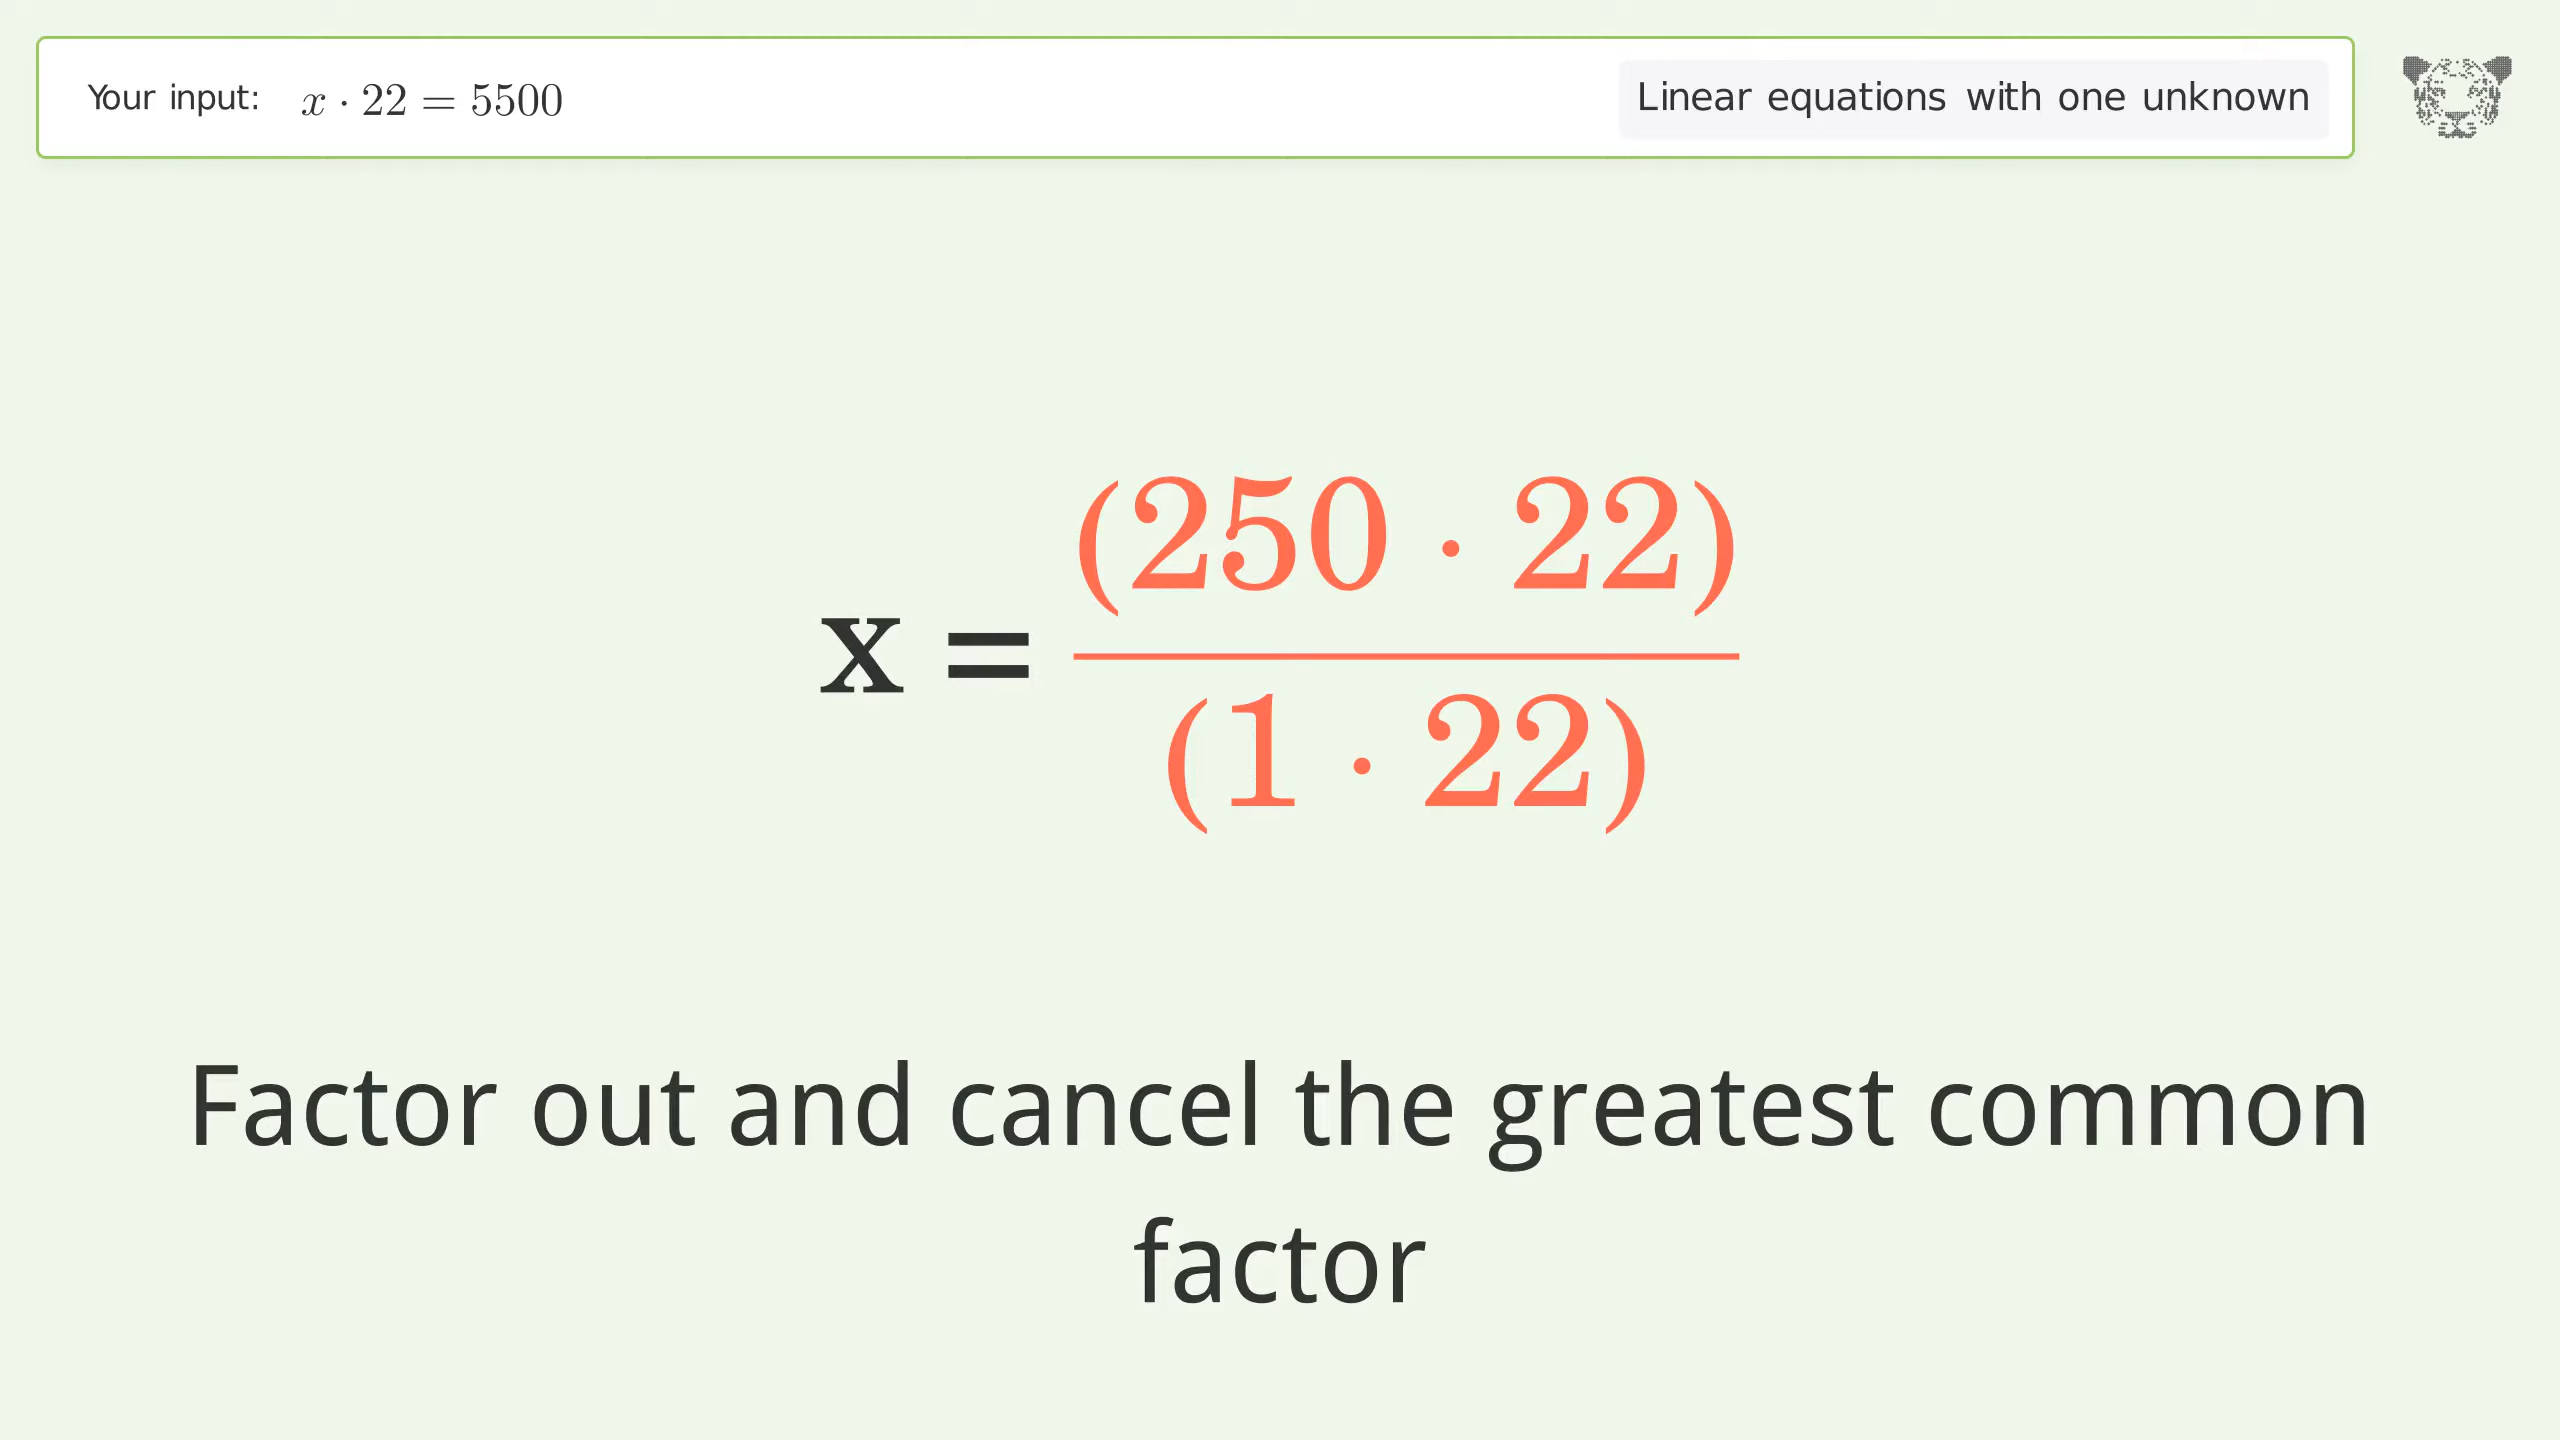 Your input: x · 22 = 5500
Linear equations with one unknown
x = (250 · 22) / (1 · 22)
Factor out and cancel the greatest common
factor